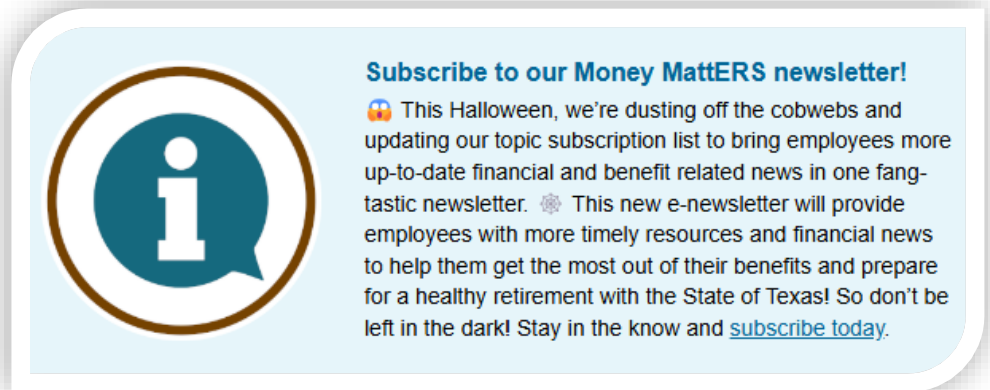 Subscribe to our Money MattERS newsletter!
😱 This Halloween, we're dusting off the cobwebs and
updating our topic subscription list to bring employees more
up-to-date financial and benefit related news in one fang-
tastic newsletter. 🕸 This new e-newsletter will provide
employees with more timely resources and financial news
to help them get the most out of their benefits and prepare
for a healthy retirement with the State of Texas! So don't be
left in the dark! Stay in the know and subscribe today.